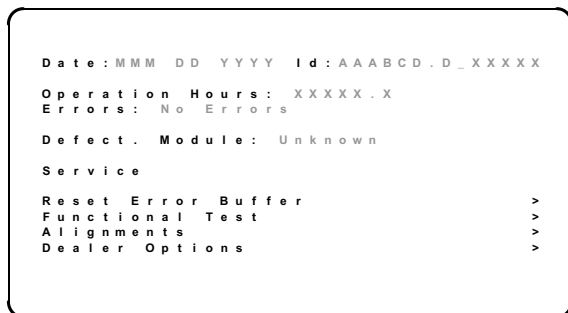 Date: MMM DD YYYY Id: AAABCD.D_XXXXX
Operation Hours: XXXXX.X
Errors: No Errors
Defect. Module: Unknown
Service
Reset Error Buffer >
Functional Test >
Alignments >
Dealer Options >